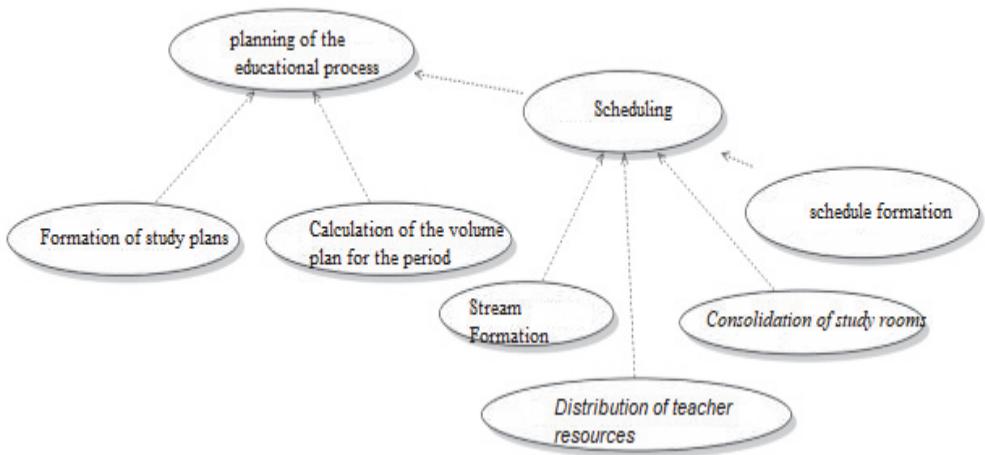 planning of the
educational process
Scheduling
schedule formation
Formation of study plans
Calculation of the volume
plan for the period
Stream
Formation
Consolidation of study rooms
Distribution of teacher
resources